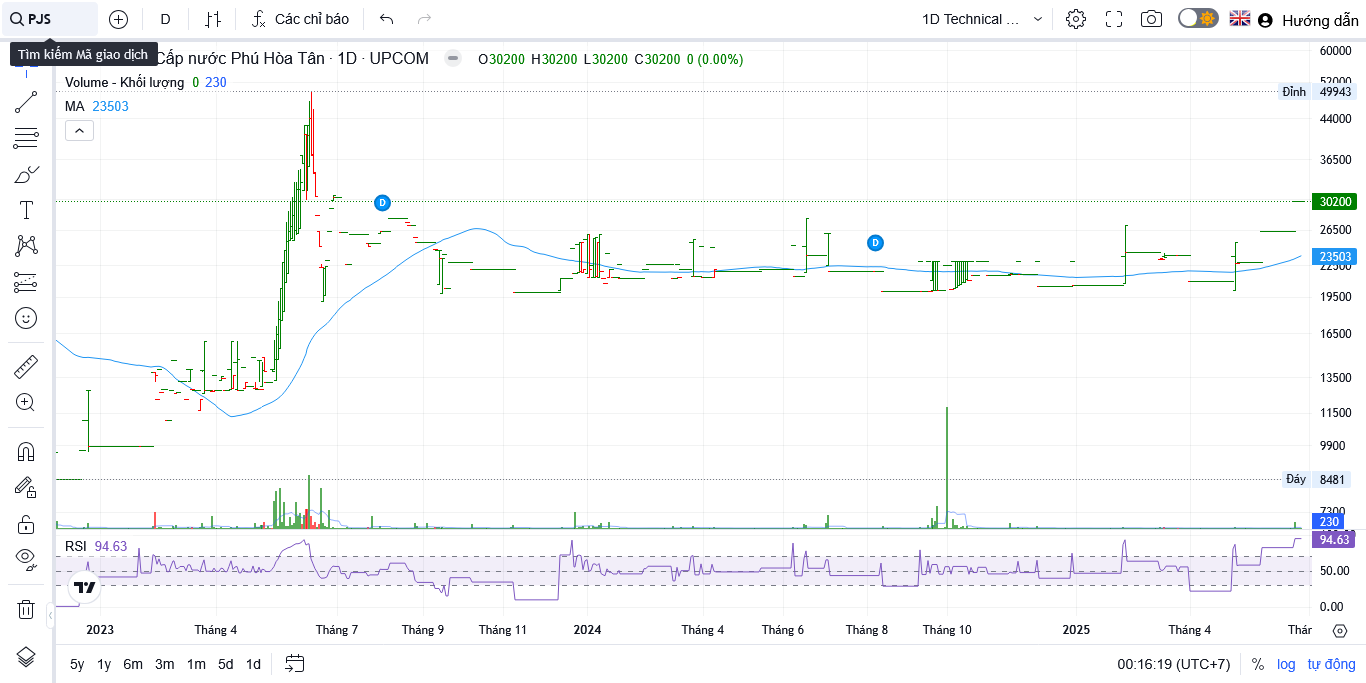 PJS D Các chỉ báo 1D Technical ... Hướng dẫn
Tìm kiếm Mã giao dịch Cấp nước Phú Hòa Tân · 1D · UPCOM O30200 H30200 L30200 C30200 0 (0.00%)
Volume - Khối lượng 0 230
MA 23503
60000
52000
Đỉnh 49943
44000
36500
30200
26500
23503
22000
19500
16500
13500
11500
9900
Đáy 8481
7300
230
D
D
RSI 94.63
94.63
50.00
0.00
2023 Tháng 4 Tháng 7 Tháng 9 Tháng 11 2024 Tháng 4 Tháng 6 Tháng 8 Tháng 10 2025 Tháng 4 Thár
5y 1y 6m 3m 1m 5d 1d 00:16:19 (UTC+7) % log tự động